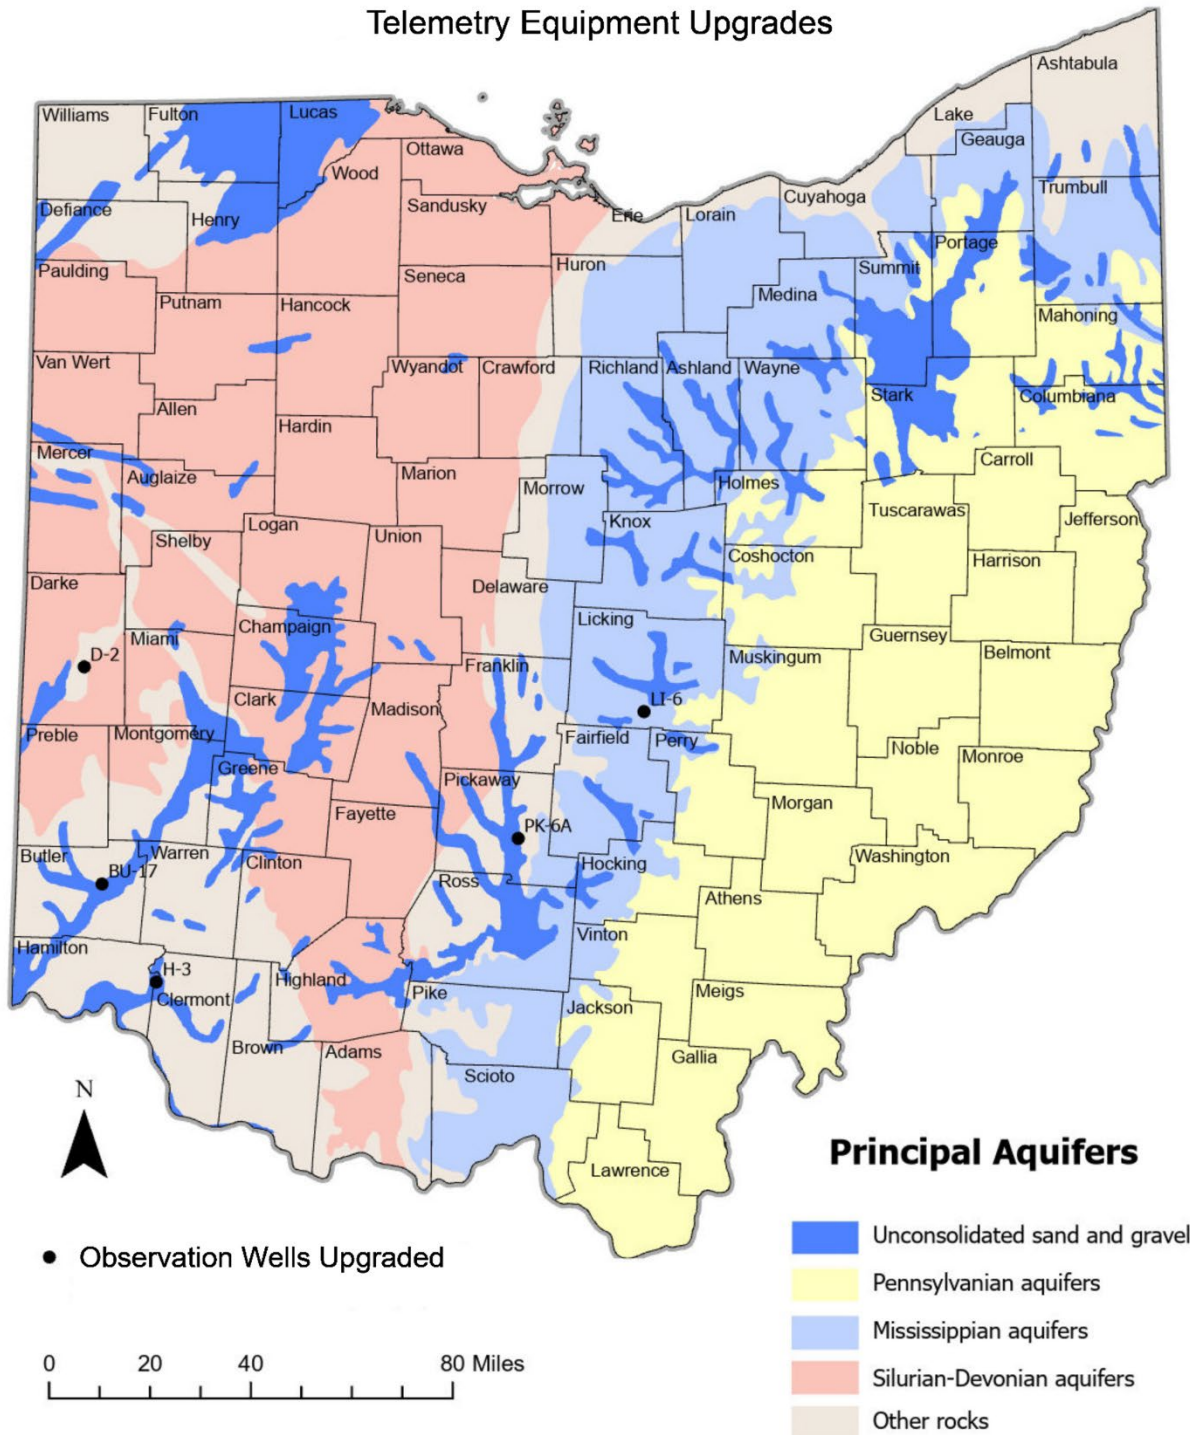 Telemetry Equipment Upgrades
Ashtabula
Williams
Fulton
Lucas
Lake
Geauga
Ottawa
Wood
Trumbull
Cuyahoga
Defiance
Henry
Sandusky
Erie
Lorain
Portage
Paulding
Seneca
Huron
Summit
Putnam
Hancock
Medina
Mahoning
Van Wert
Wyandot
Crawford
Richland
Ashland
Wayne
Stark
Columbiana
Allen
Hardin
Mercer
Auglaize
Marion
Morrow
Holmes
Carroll
Tuscarawas
Jefferson
Logan
Knox
Union
Shelby
Coshocton
Harrison
Darke
Delaware
Champaign
Licking
Guernsey
Miami
D-2
Franklin
Muskingum
Belmont
Clark
Madison
LI-6
Preble
Montgomery
Fairfield
Perry
Noble
Monroe
Greene
Pickaway
Morgan
Fayette
PK-6A
Butler
Warren
Clinton
Hocking
Washington
BU-17
Ross
Athens
Hamilton
Vinton
H-3
Clermont
Highland
Pike
Meigs
Jackson
Brown
Adams
Gallia
Scioto
Lawrence
N
Observation Wells Upgraded
0 20 40 80 Miles
Principal Aquifers
Unconsolidated sand and gravel
Pennsylvanian aquifers
Mississippian aquifers
Silurian-Devonian aquifers
Other rocks